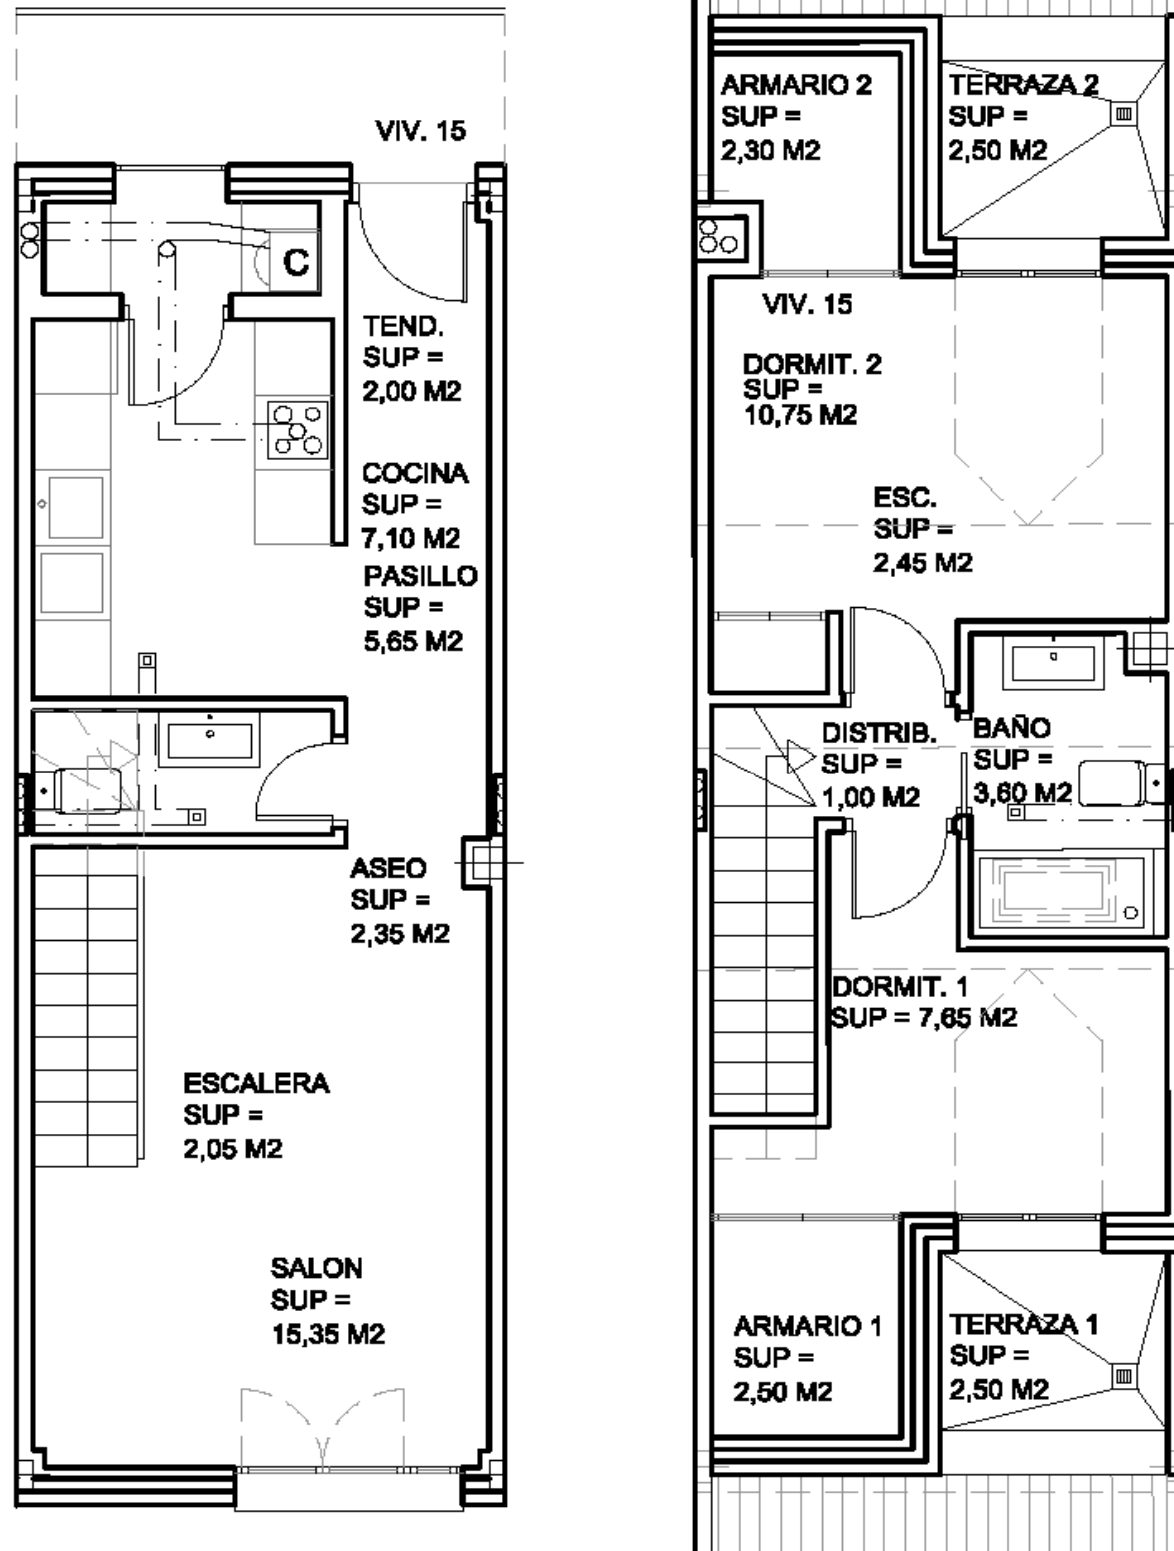 VIV. 15
C
TEND.
SUP =
2,00 M2
COCINA
SUP =
7,10 M2
PASILLO
SUP =
5,65 M2
ASEO
SUP =
2,35 M2
ESCALERA
SUP =
2,05 M2
SALON
SUP =
15,35 M2
ARMARIO 2
SUP =
2,30 M2
TERRAZA 2
SUP =
2,50 M2
VIV. 15
DORMIT. 2
SUP =
10,75 M2
ESC.
SUP =
2,45 M2
DISTRIB.
SUP =
1,00 M2
BAÑO
SUP =
3,60 M2
DORMIT. 1
SUP = 7,65 M2
ARMARIO 1
SUP =
2,50 M2
TERRAZA 1
SUP =
2,50 M2